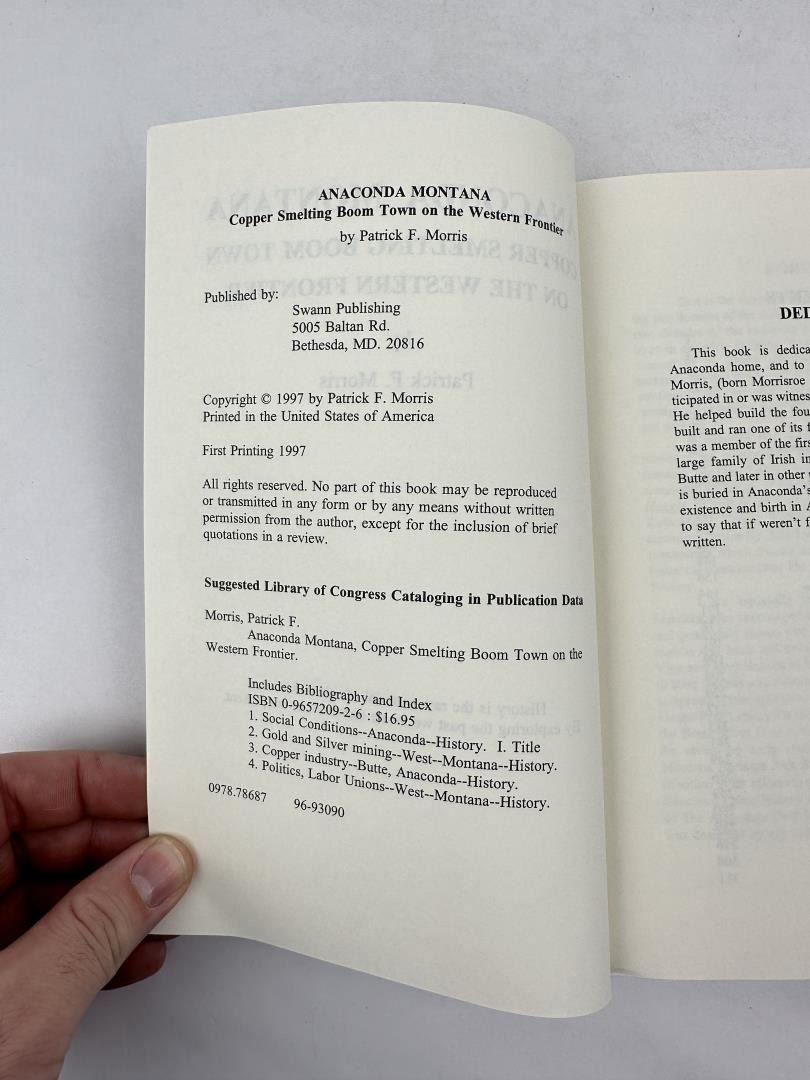 ANACONDA MONTANA
Copper Smelting Boom Town on the Western Frontier
by Patrick F. Morris
Published by:
Swann Publishing
5005 Baltan Rd.
Bethesda, MD. 20816
Copyright © 1997 by Patrick F. Morris
Printed in the United States of America
First Printing 1997
All rights reserved. No part of this book may be reproduced
or transmitted in any form or by any means without written
permission from the author, except for the inclusion of brief
quotations in a review.
Suggested Library of Congress Cataloging in Publication Data
Morris, Patrick F.
Anaconda Montana, Copper Smelting Boom Town on the
Western Frontier.
Includes Bibliography and Index
ISBN 0-9657209-2-6 : $16.95
1. Social Conditions--Anaconda--History. I. Title
2. Gold and Silver mining--West--Montana--History.
3. Copper industry--Butte, Anaconda--History.
4. Politics, Labor Unions--West--Montana--History.
0978.78687 96-93090
DED
This book is dedica
Anaconda home, and to
Morris, (born Morrisroe
ticipated in or was witnes
He helped build the fou
built and ran one of its f
was a member of the firs
large family of Irish in
Butte and later in other
is buried in Anaconda's
existence and birth in A
to say that if weren't f
written.